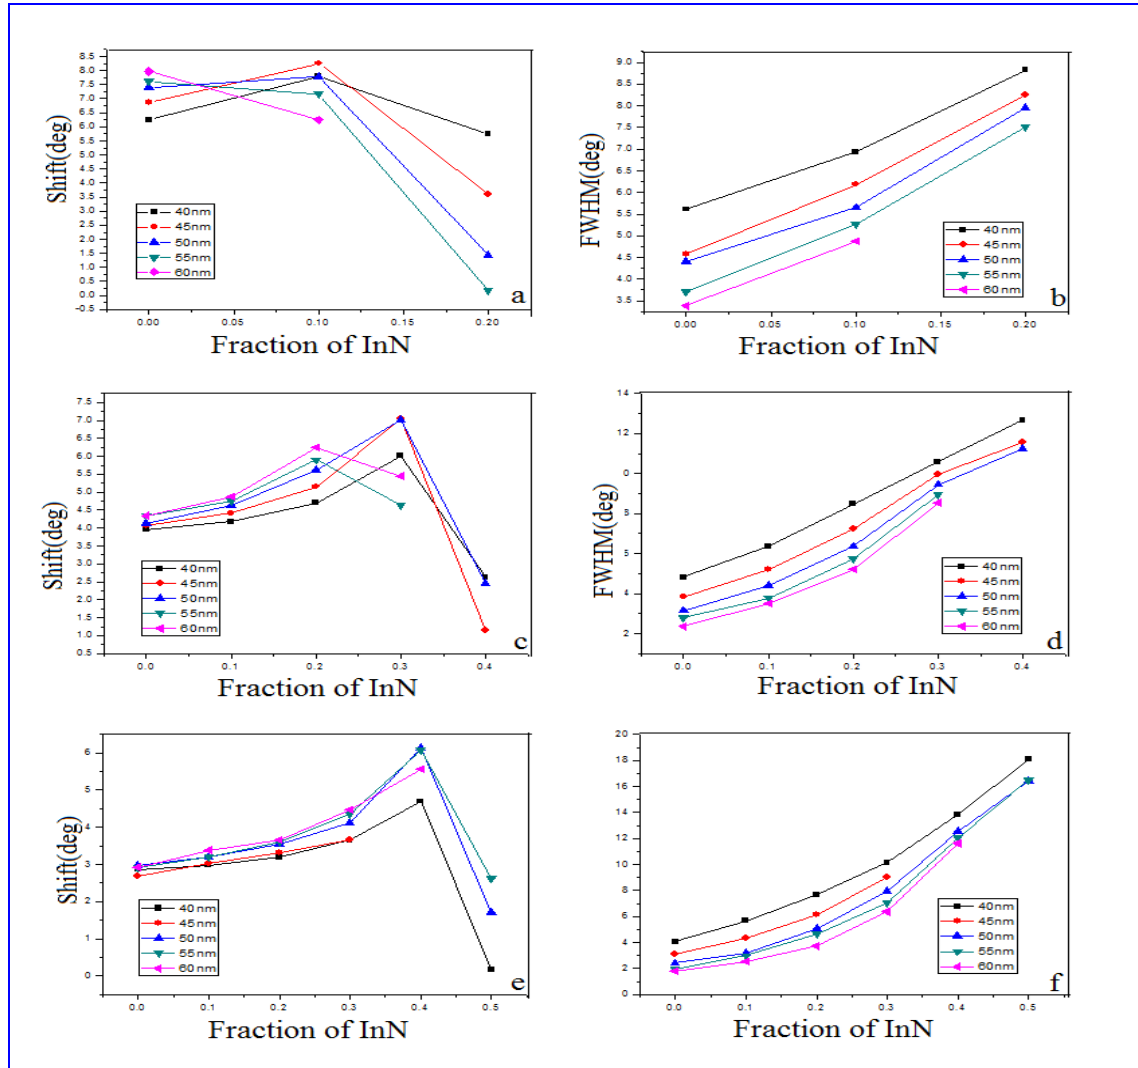 8.5
8.0
7.5
7.0
6.5
6.0
5.5
5.0
4.5
4.0
3.5
3.0
2.5
2.0
1.5
1.0
0.5
0.0
-0.5
Shift(deg)
40nm
45nm
50nm
55nm
60nm
a
0.00 0.05 0.10 0.15 0.20
Fraction of InN
9.0
8.5
8.0
7.5
7.0
6.5
6.0
5.5
5.0
4.5
4.0
3.5
FWHM(deg)
40nm
45nm
50nm
55nm
60nm
b
0.00 0.05 0.10 0.15 0.20
Fraction of InN
7.5
7.0
6.5
6.0
5.5
5.0
4.5
4.0
3.5
3.0
2.5
2.0
1.5
1.0
0.5
Shift(deg)
40nm
45nm
50nm
55nm
60nm
c
0.0 0.1 0.2 0.3 0.4
Fraction of InN
14
12
0
8
5
4
2
FWHM(deg)
40nm
45nm
50nm
55nm
60nm
d
0.0 0.1 0.2 0.3 0.4
Fraction of InN
6
5
4
3
2
1
0
Shift(deg)
40nm
45nm
50nm
55nm
60nm
e
0.0 0.1 0.2 0.3 0.4 0.5
Fraction of InN
20
18
16
14
12
10
8
6
4
2
0
FWHM(deg)
40nm
45nm
50nm
55nm
60nm
f
0.0 0.1 0.2 0.3 0.4 0.5
Fraction of InN